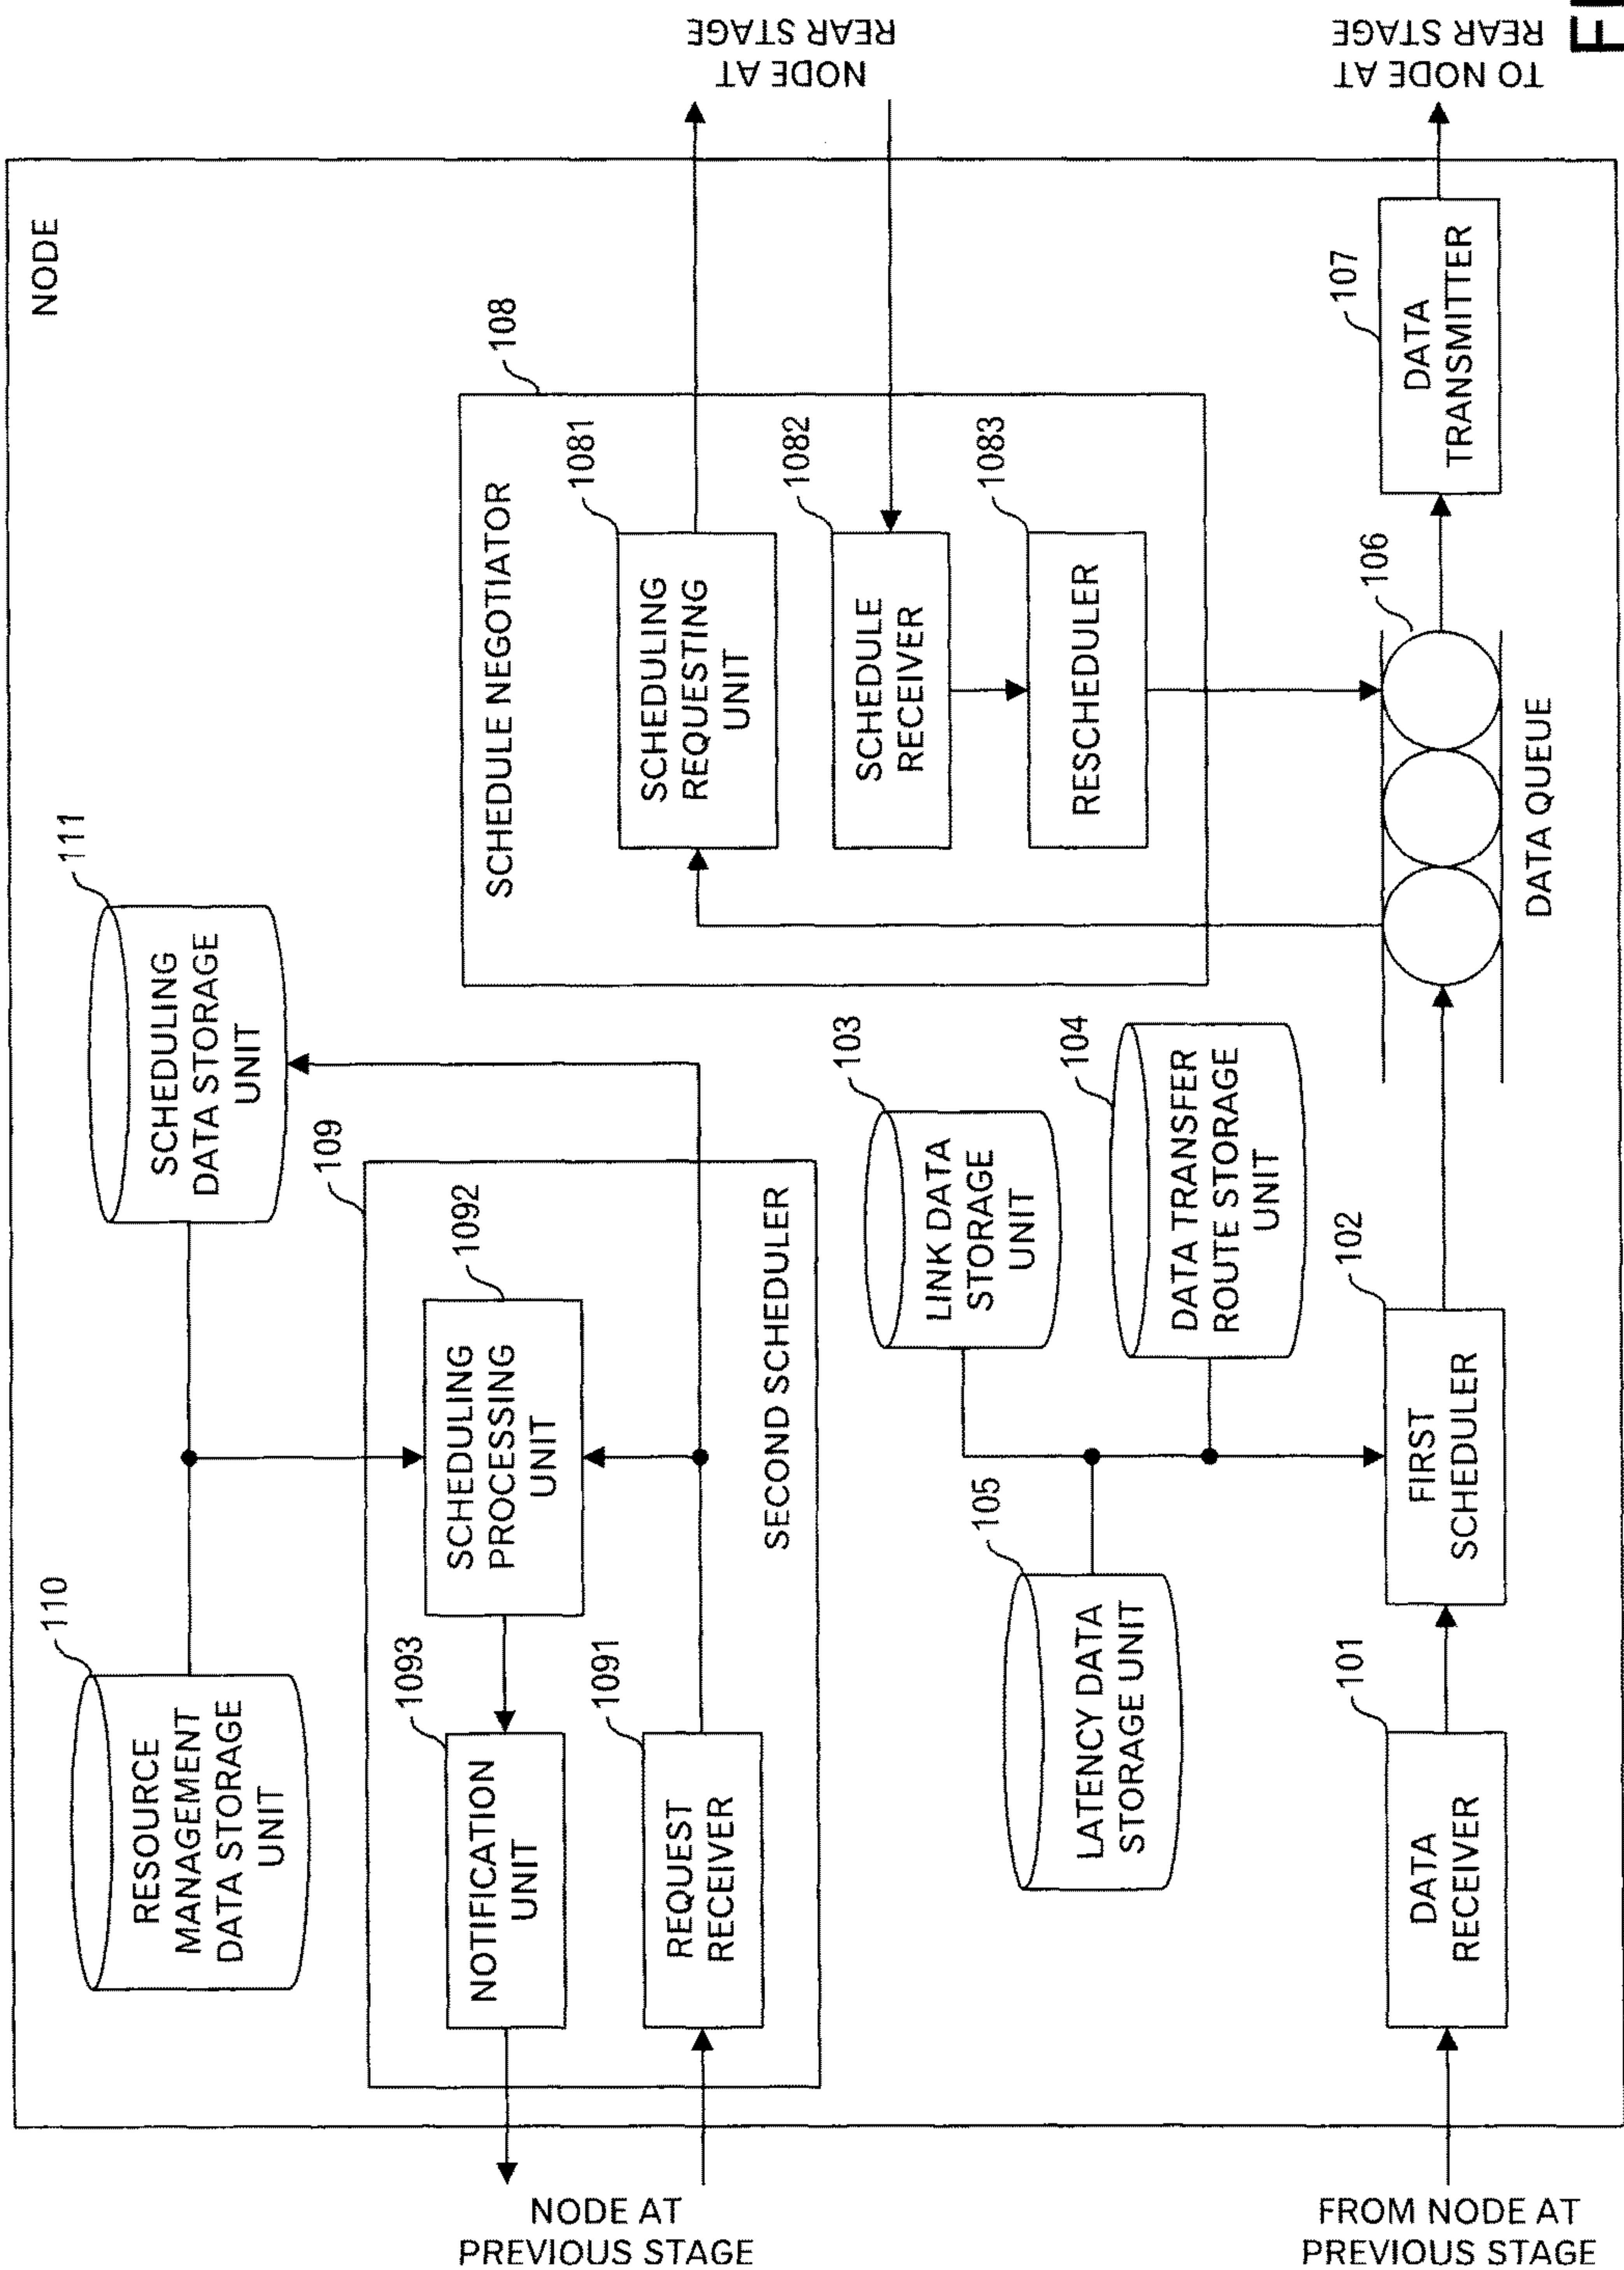 NODE
110
RESOURCE
MANAGEMENT
DATA STORAGE
UNIT
111
SCHEDULING
DATA STORAGE
UNIT
109
1093
NOTIFICATION
UNIT
1092
SCHEDULING
PROCESSING
UNIT
1091
REQUEST
RECEIVER
SECOND SCHEDULER
NODE AT
PREVIOUS STAGE
108
SCHEDULE NEGOTIATOR
1081
SCHEDULING
REQUESTING
UNIT
1082
SCHEDULE
RECEIVER
1083
RESCHEDULER
NODE AT
REAR STAGE
103
LINK DATA
STORAGE
UNIT
104
DATA TRANSFER
ROUTE STORAGE
UNIT
105
LATENCY DATA
STORAGE UNIT
FROM NODE AT
PREVIOUS STAGE
101
DATA
RECEIVER
102
FIRST
SCHEDULER
106
DATA QUEUE
107
DATA
TRANSMITTER
TO NODE AT
REAR STAGE